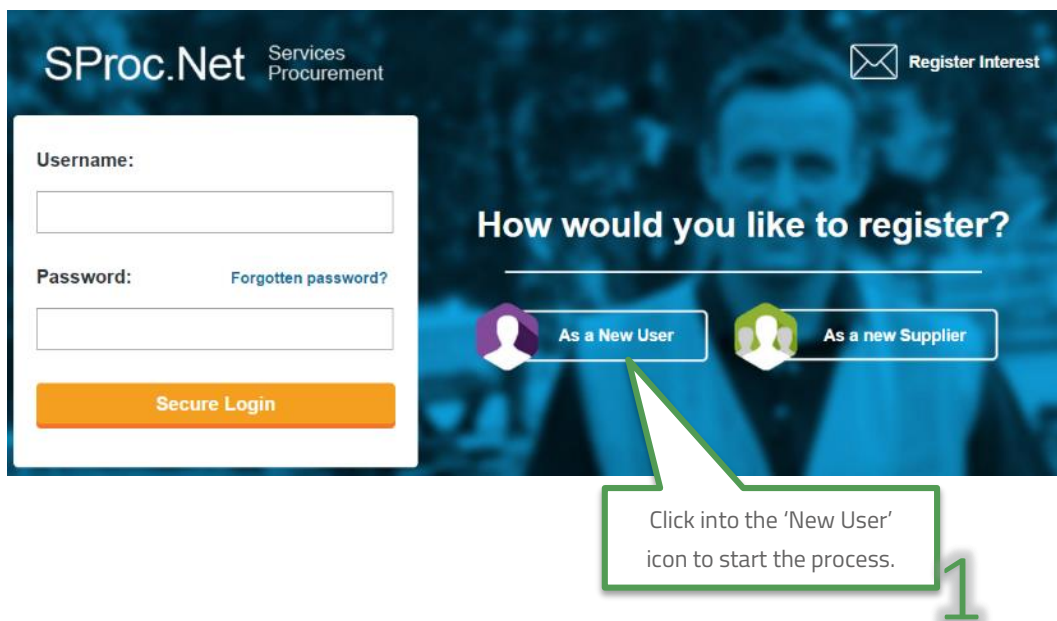 SProc.Net
Services
Procurement
Register Interest
Username:
Password:
Forgotten password?
Secure Login
How would you like to register?
As a New User
As a new Supplier
Click into the ‘New User’
icon to start the process.
1